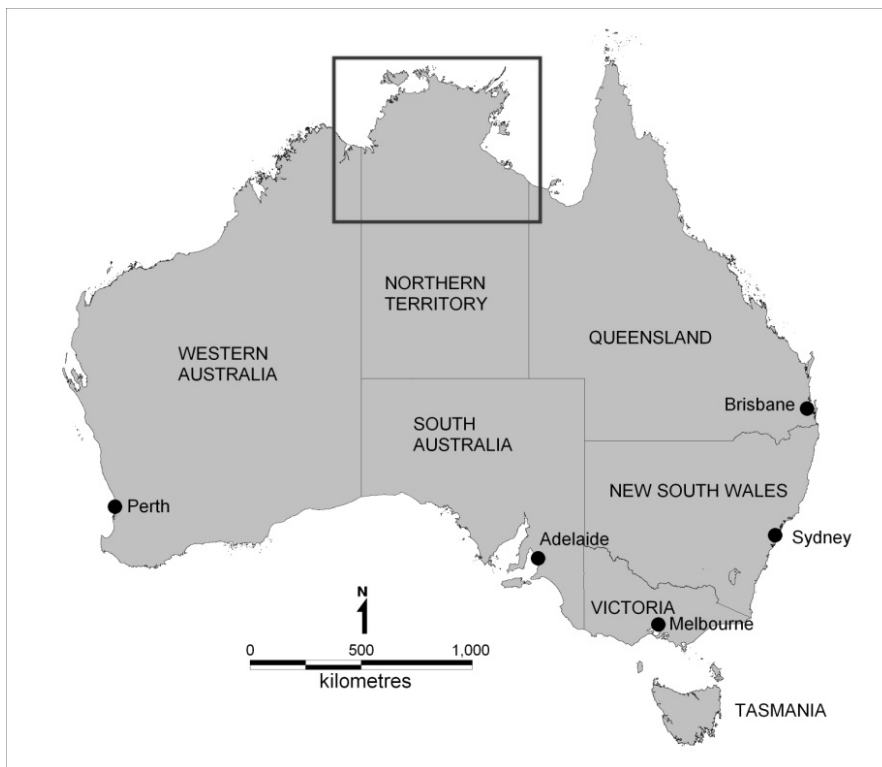 NORTHERN
TERRITORY
QUEENSLAND
WESTERN
AUSTRALIA
Brisbane
SOUTH
AUSTRALIA
NEW SOUTH WALES
Perth
Adelaide
Sydney
N
VICTORIA
Melbourne
0 500 1,000
kilometres
TASMANIA